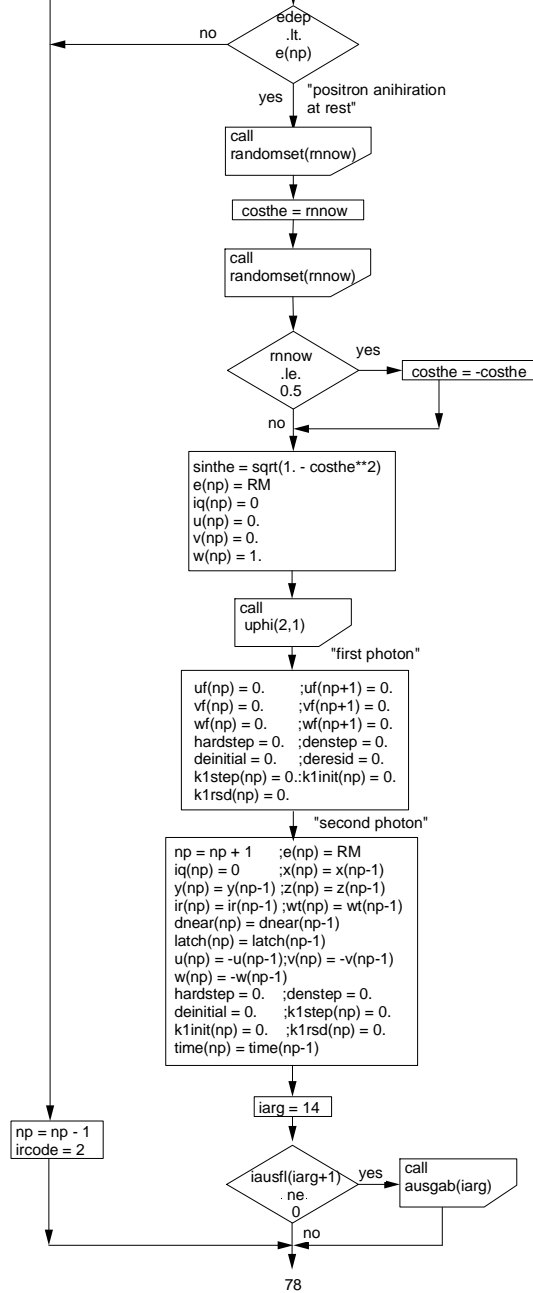 edep
.lt.
e(np)
no
yes
"positron anihiration
at rest"
call
randomset(rnnow)
costhe = rnnow
call
randomset(rnnow)
rnnow
.le.
0.5
yes
costhe = -costhe
no
sinthe = sqrt(1. - costhe**2)
e(np) = RM
iq(np) = 0
u(np) = 0.
v(np) = 0.
w(np) = 1.
call
uphi(2,1)
"first photon"
uf(np) = 0. ;uf(np+1) = 0.
vf(np) = 0. ;vf(np+1) = 0.
wf(np) = 0. ;wf(np+1) = 0.
hardstep = 0. ;denstep = 0.
deinitial = 0. ;deresid = 0.
k1step(np) = 0.:k1init(np) = 0.
k1rsd(np) = 0.
"second photon"
np = np + 1 ;e(np) = RM
iq(np) = 0 ;x(np) = x(np-1)
y(np) = y(np-1) ;z(np) = z(np-1)
ir(np) = ir(np-1) ;wt(np) = wt(np-1)
dnear(np) = dnear(np-1)
latch(np) = latch(np-1)
u(np) = -u(np-1);v(np) = -v(np-1)
w(np) = -w(np-1)
hardstep = 0. ;denstep = 0.
deinitial = 0. ;k1step(np) = 0.
k1init(np) = 0. ;k1rsd(np) = 0.
time(np) = time(np-1)
iarg = 14
np = np - 1
ircode = 2
iausfl(iarg+1)
. ne.
0
yes
call
ausgab(iarg)
no
78